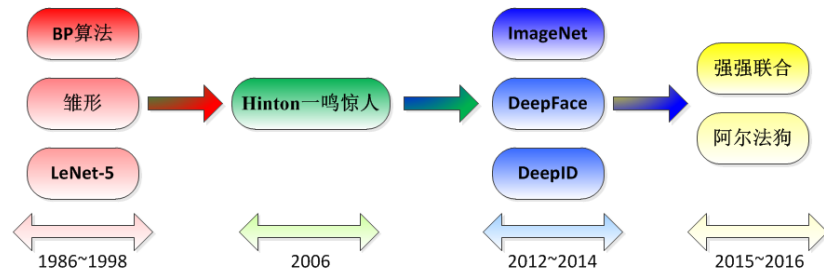 BP算法
雏形
LeNet-5
Hinton一鸣惊人
ImageNet
DeepFace
DeepID
强强联合
阿尔法狗
1986~1998
2006
2012~2014
2015~2016